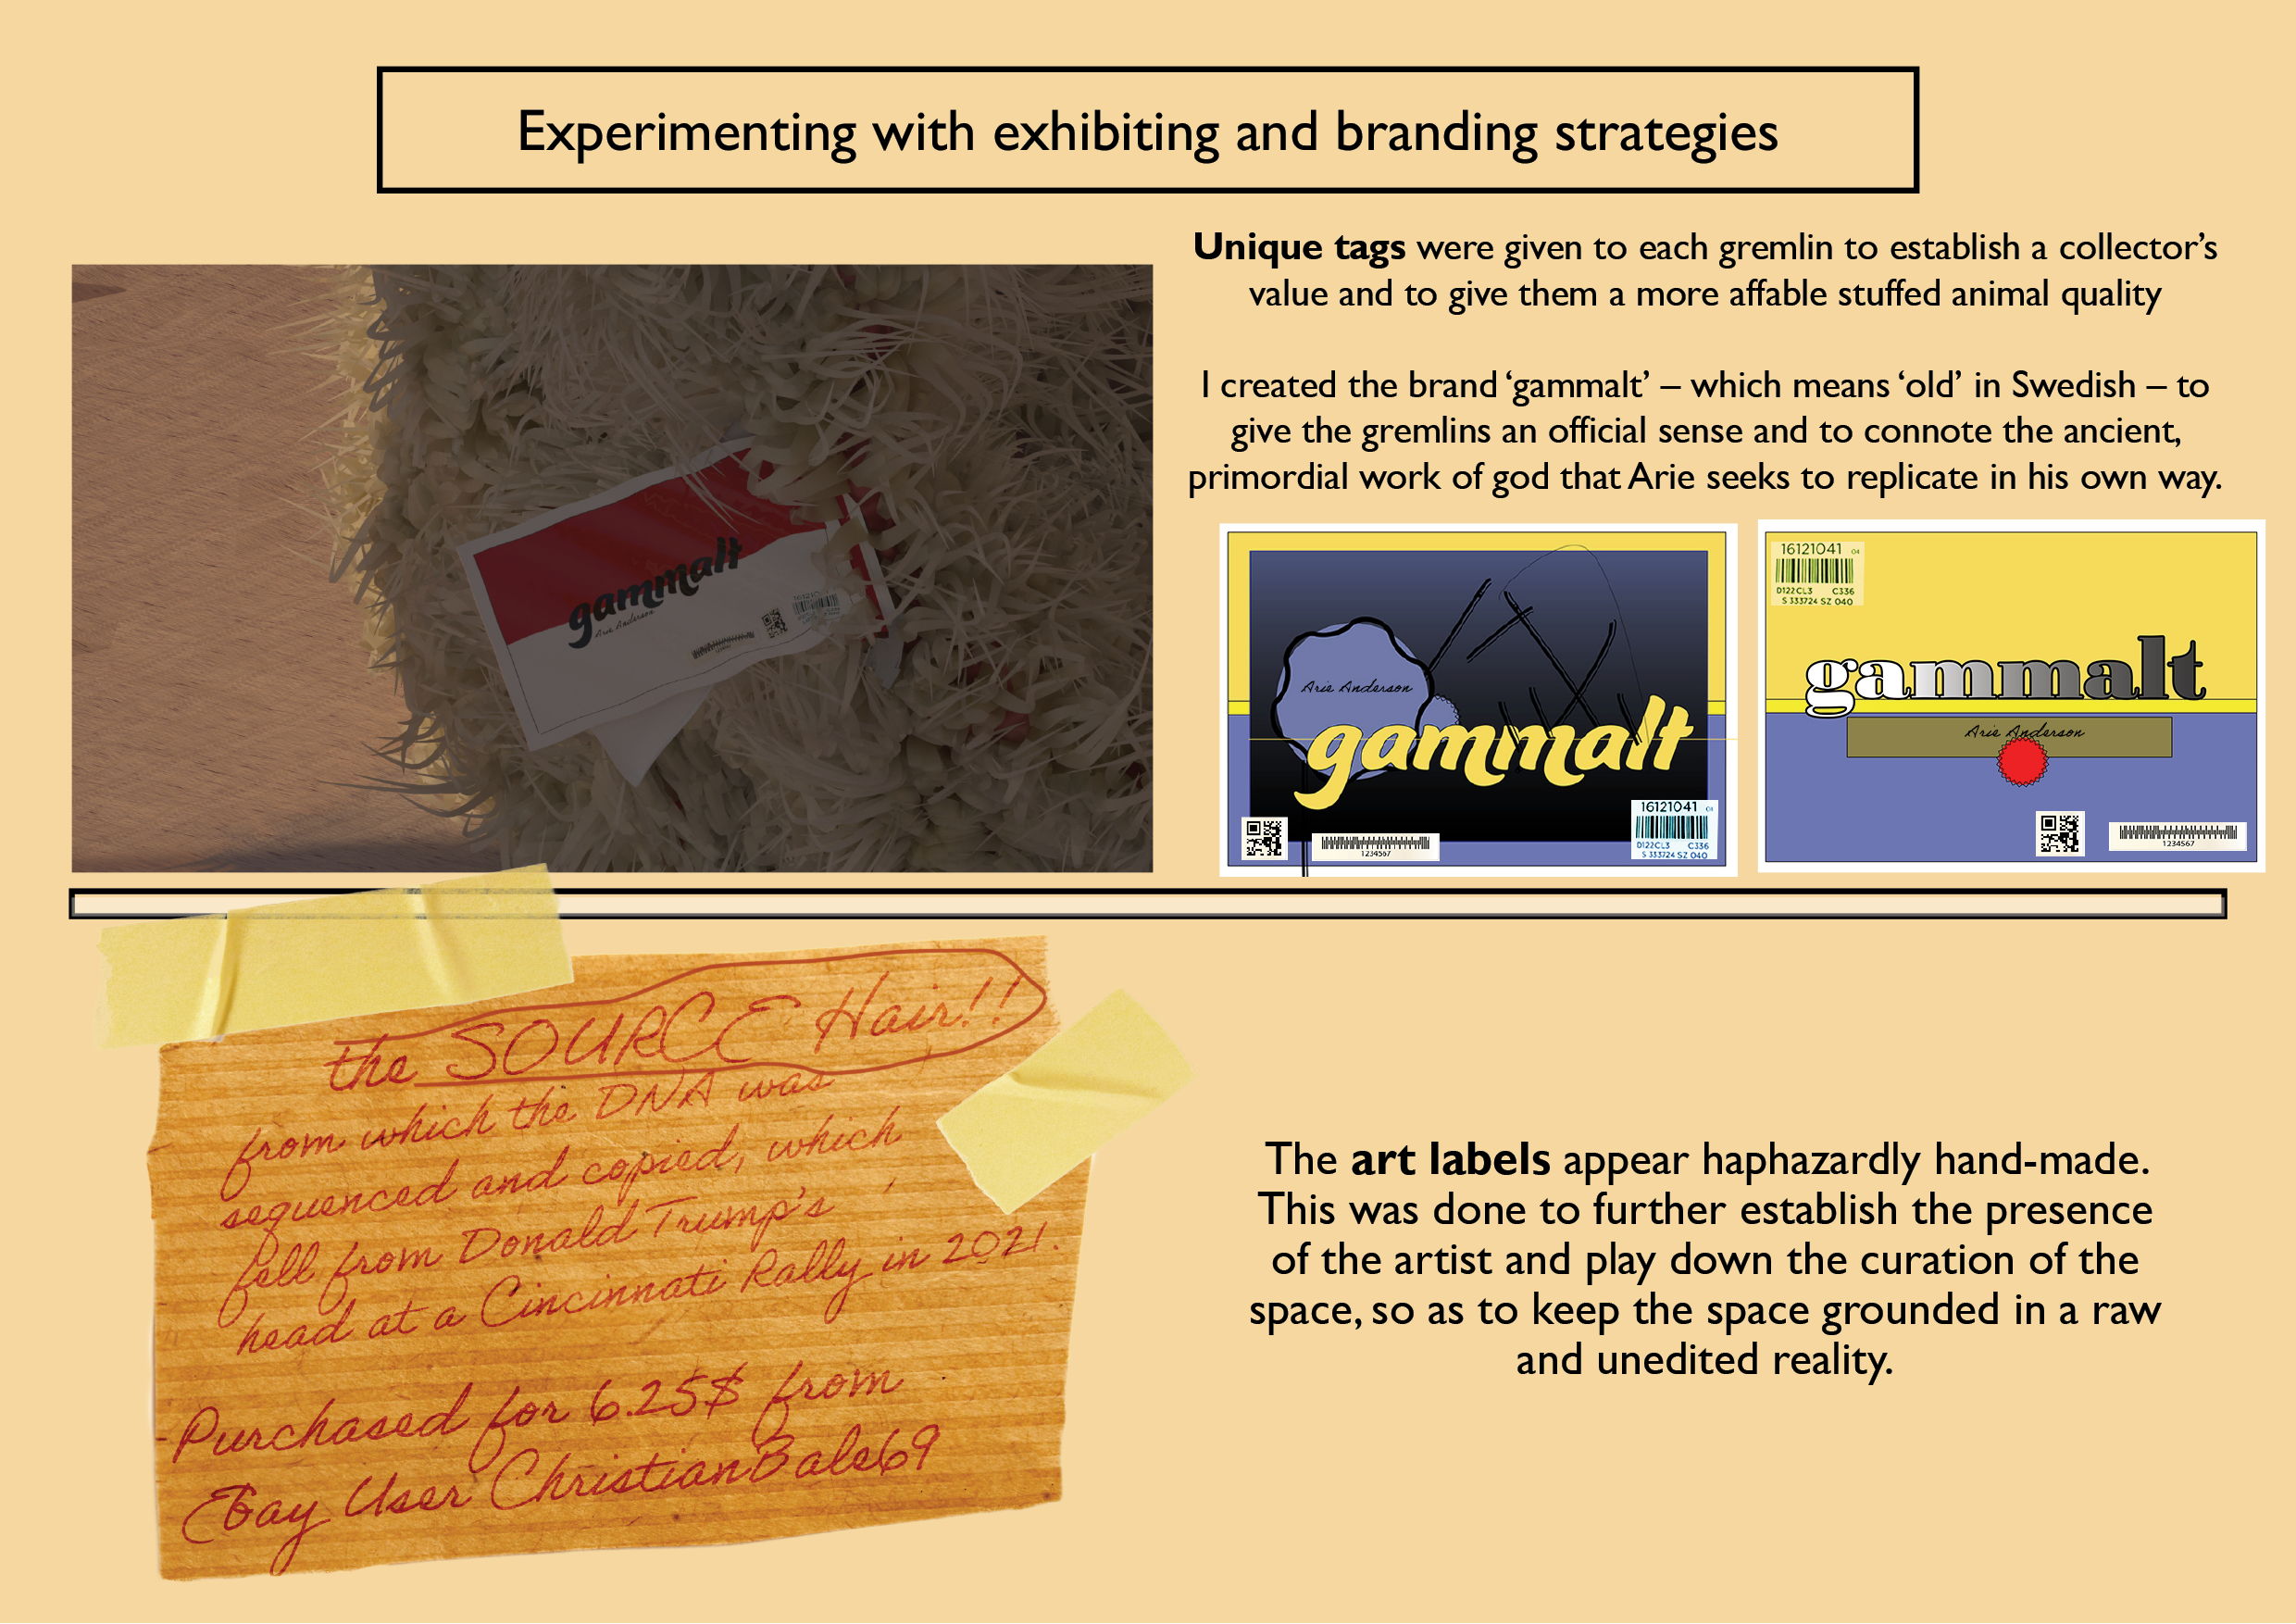 Experimenting with exhibiting and branding strategies
Unique tags were given to each gremlin to establish a collector’s
value and to give them a more affable stuffed animal quality
I created the brand ‘gammalt’ – which means ‘old’ in Swedish – to
give the gremlins an official sense and to connote the ancient,
primordial work of god that Arie seeks to replicate in his own way.
gammalt
Arie Anderson
Arie Anderson
gammalt
1234567
16121041 04
D122CL3 C336
S 333724 SZ 040
16121041 04
D122CL3 C336
S 333724 SZ 040
gammalt
Arie Anderson
1234567
the SOURCE Hair!!
from which the DNA was
sequenced and copied, which
fell from Donald Trump's
head at a Cincinnati Rally in 2021.
Purchased for 6.25$ from
Ebay User ChristianBale69
The art labels appear haphazardly hand-made.
This was done to further establish the presence
of the artist and play down the curation of the
space, so as to keep the space grounded in a raw
and unedited reality.